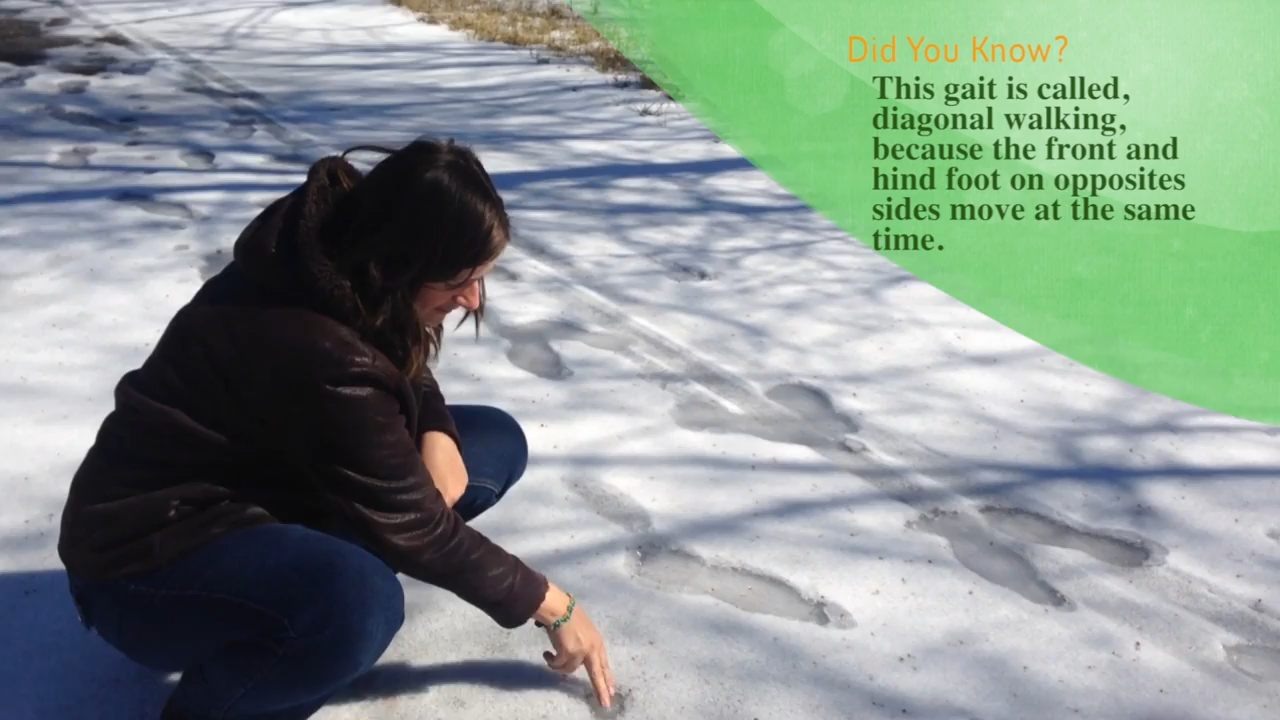 Did You Know?
This gait is called,
diagonal walking,
because the front and
hind foot on opposites
sides move at the same
time.